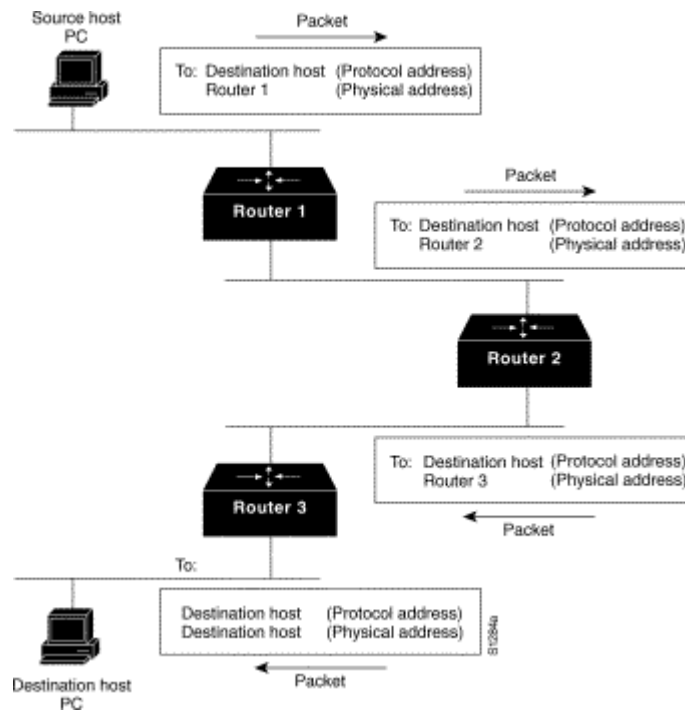 Source host
PC
Packet
To: Destination host (Protocol address)
Router 1 (Physical address)
Router 1
Packet
To: Destination host (Protocol address)
Router 2 (Physical address)
Router 2
To: Destination host (Protocol address)
Router 3 (Physical address)
Packet
Router 3
To:
Destination host (Protocol address)
Destination host (Physical address)
S1284a
Packet
Destination host
PC